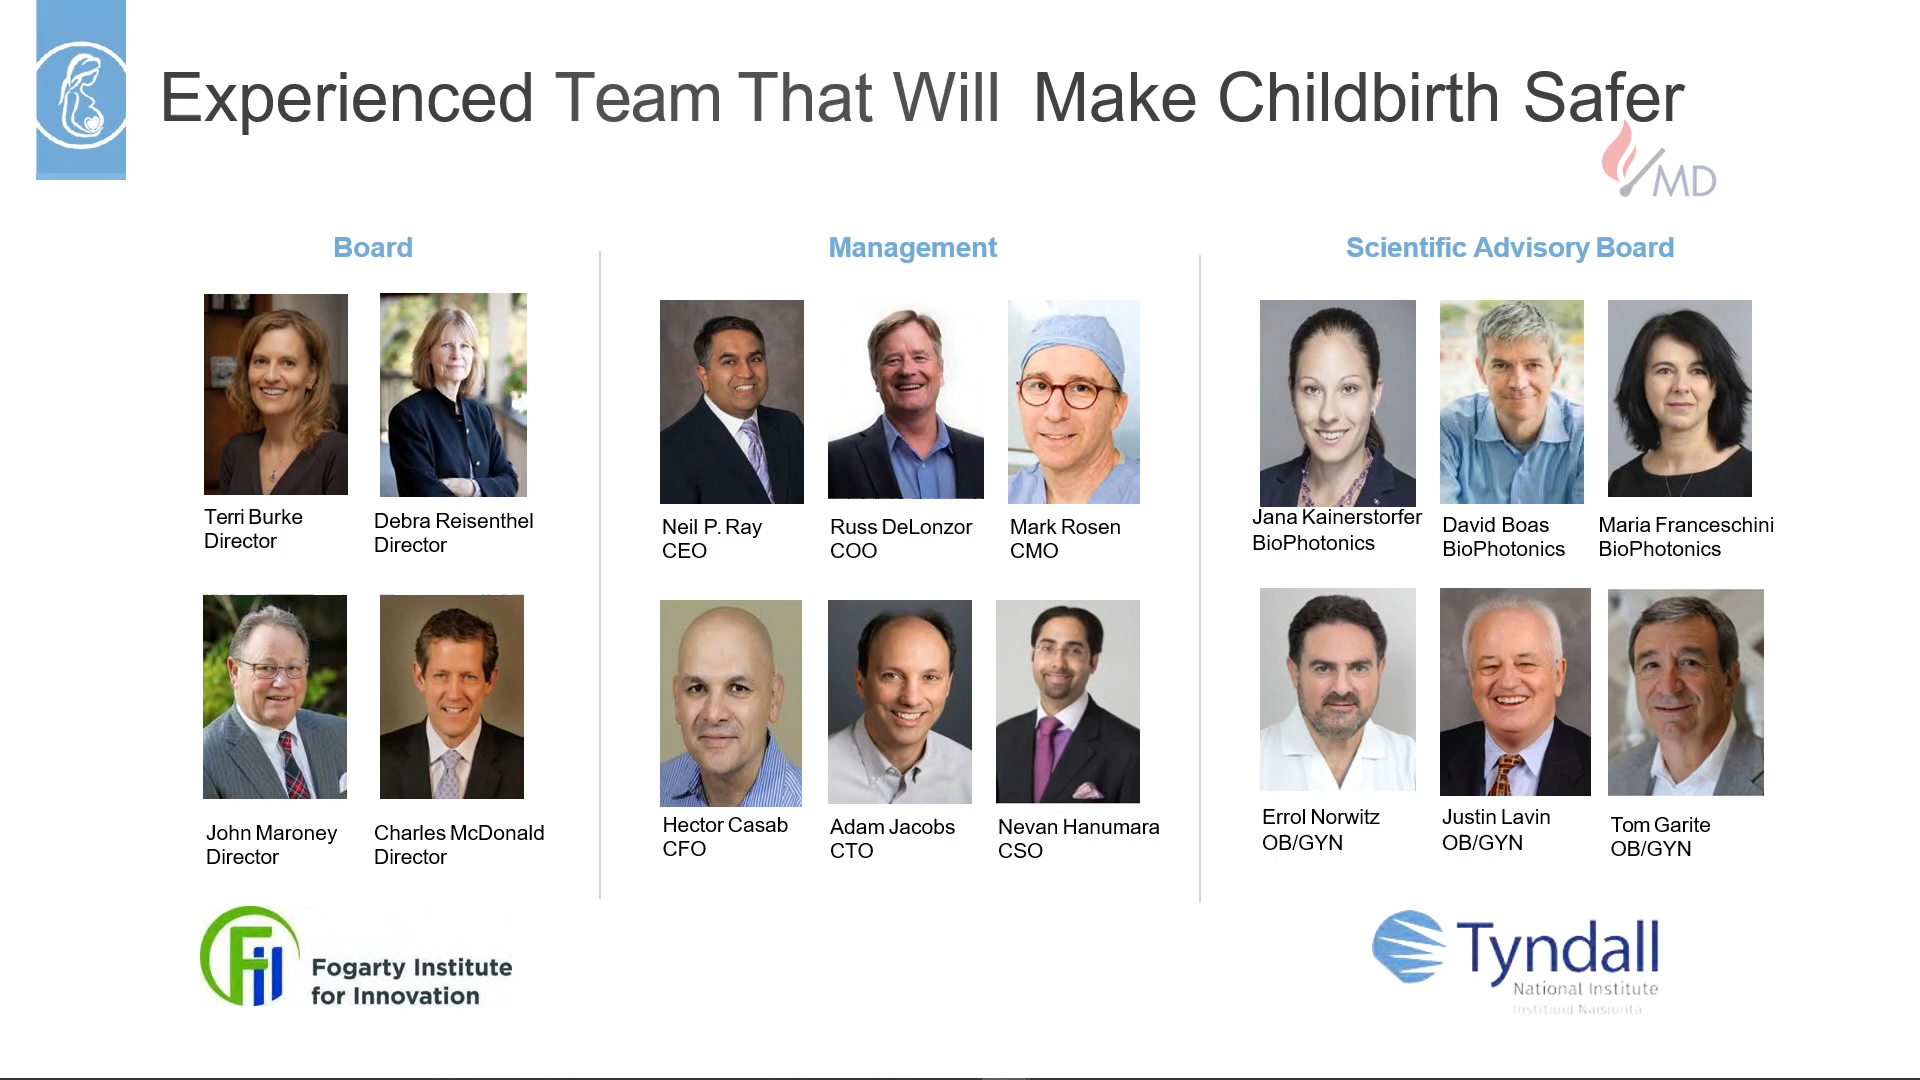 Experienced Team That Will Make Childbirth Safer
MD
Board
Management
Scientific Advisory Board
Terri Burke
Director
Debra Reisenthel
Director
Neil P. Ray
CEO
Russ DeLonzor
COO
Mark Rosen
CMO
Jana Kainerstorfer
BioPhotonics
David Boas
BioPhotonics
Maria Franceschini
BioPhotonics
John Maroney
Director
Charles McDonald
Director
Hector Casab
CFO
Adam Jacobs
CTO
Nevan Hanumara
CSO
Errol Norwitz
OB/GYN
Justin Lavin
OB/GYN
Tom Garite
OB/GYN
Fii
Fogarty Institute
for Innovation
Tyndall
National Institute
Institiúid Náisiúnta